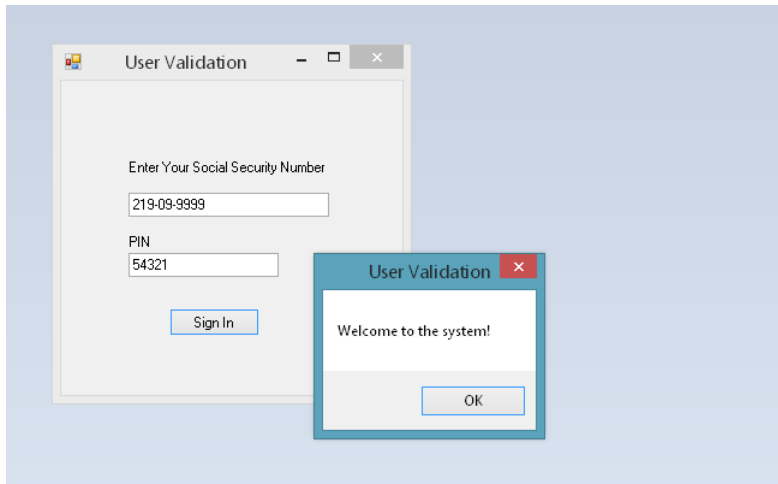 User Validation
Enter Your Social Security Number
219-09-9999
PIN
54321
Sign In
User Validation
Welcome to the system!
OK